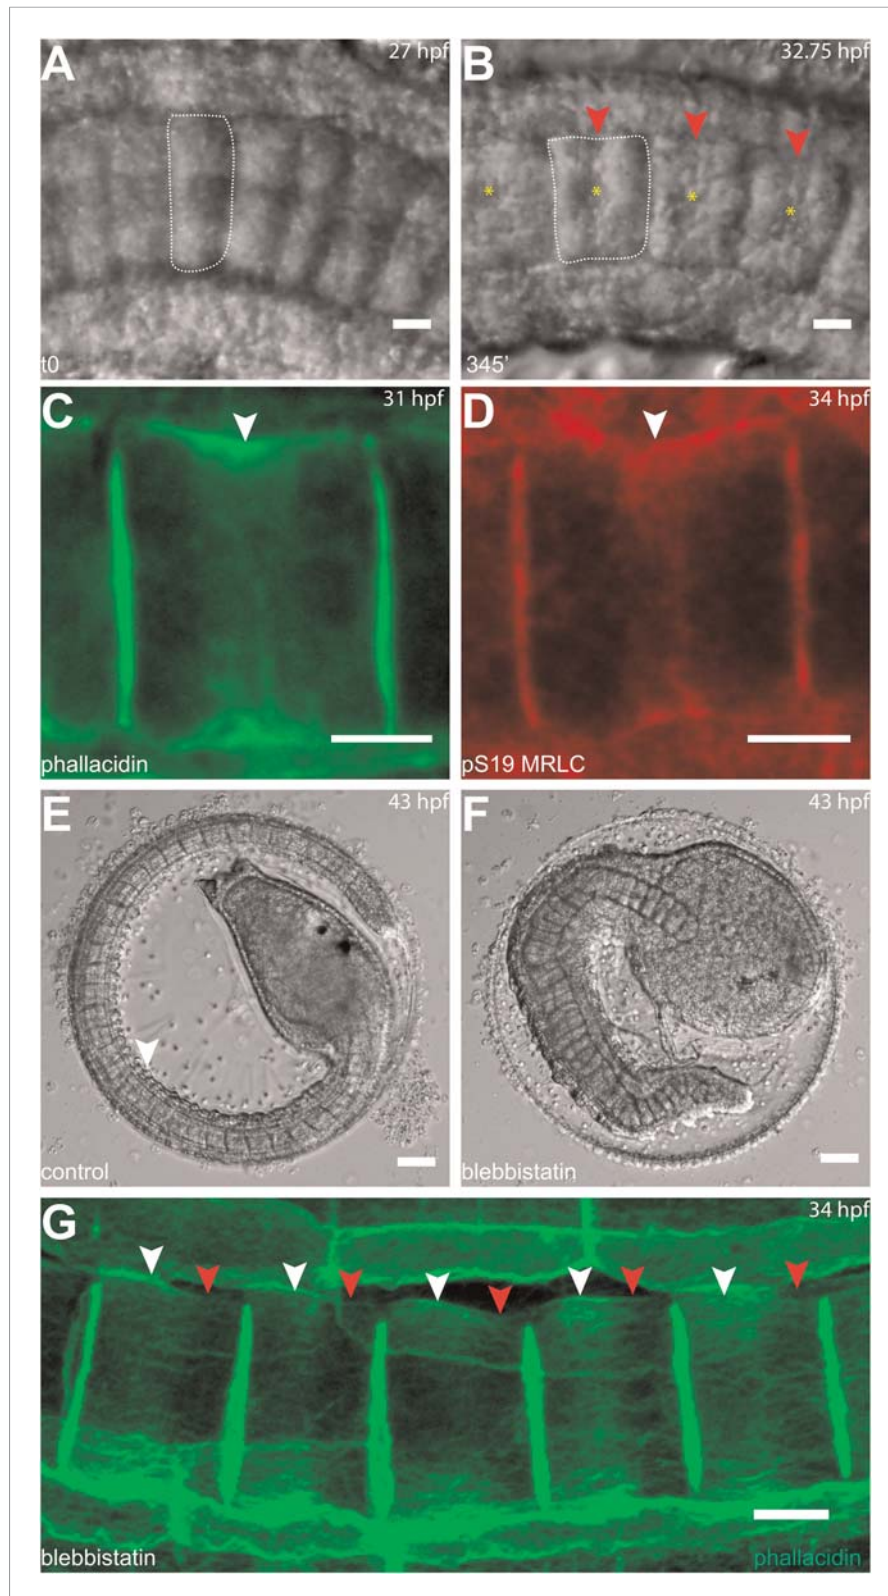 A 27 hpf
t0
B 32.75 hpf
* * * *
345'
C 31 hpf
phallacidin
D 34 hpf
pS19 MRLC
E 43 hpf
control
F 43 hpf
blebbistatin
G 34 hpf
blebbistatin phallacidin